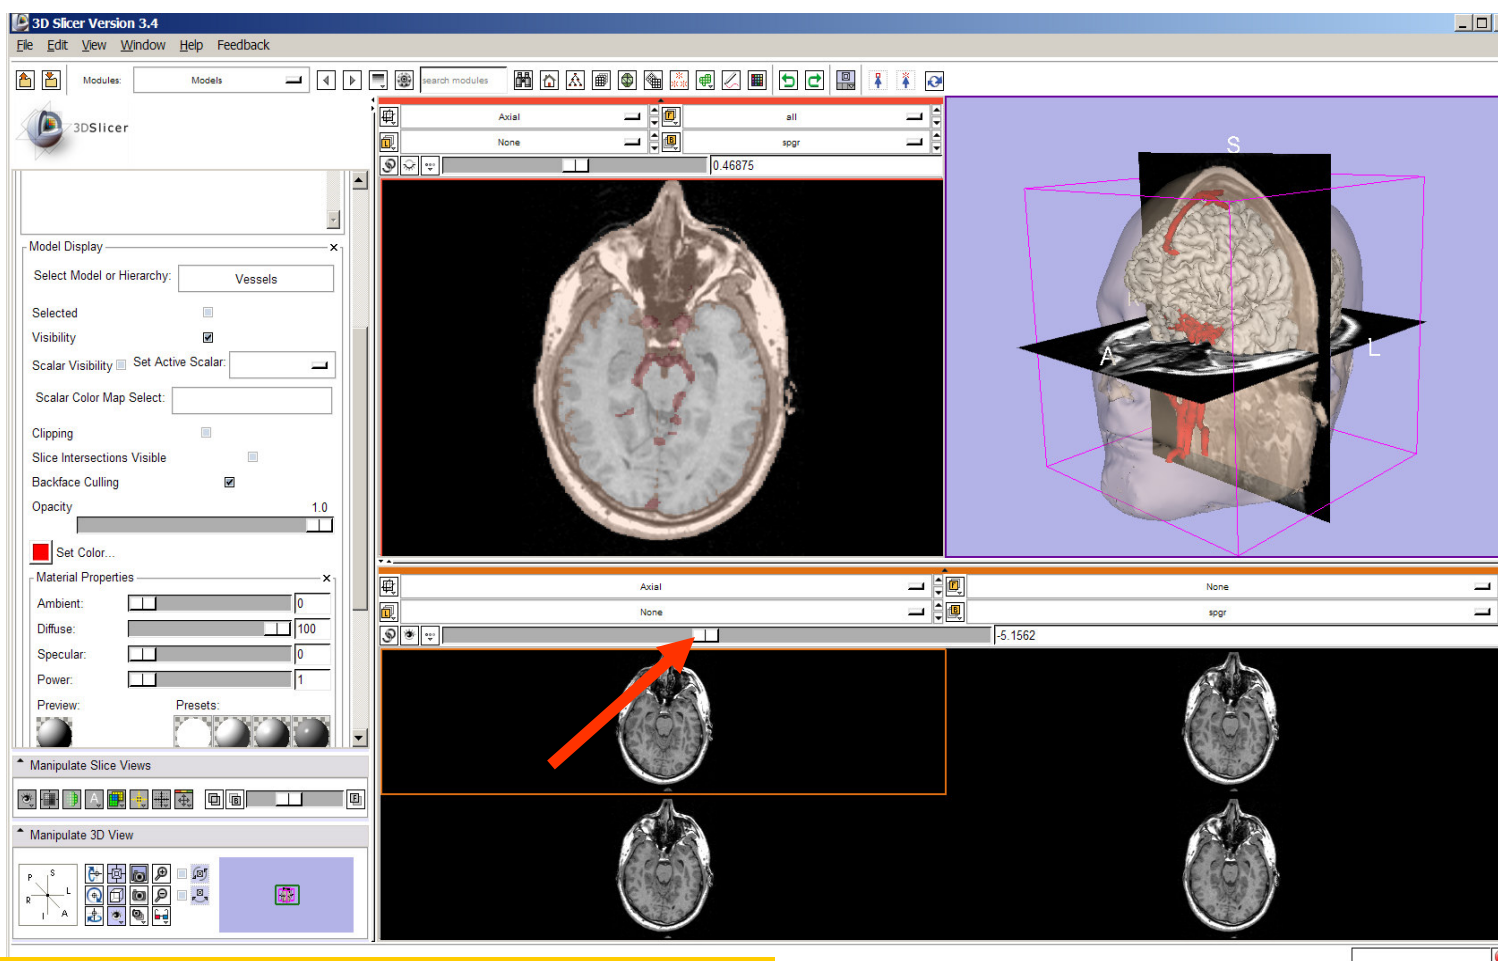 3D Slicer Version 3.4
File Edit View Window Help Feedback
Modules: Models search modules
3DSlicer
Axial all
None spgr
0.46875
S
R
A
L
Model Display
Select Model or Hierarchy: Vessels
Selected
Visibility
Scalar Visibility Set Active Scalar:
Scalar Color Map Select:
Clipping
Slice Intersections Visible
Backface Culling
Opacity 1.0
Set Color...
Material Properties
Ambient: 0
Diffuse: 100
Specular: 0
Power: 1
Preview: Presets:
Axial None
None spgr
-5.1562
Manipulate Slice Views
Manipulate 3D View
P S
L
R
I A